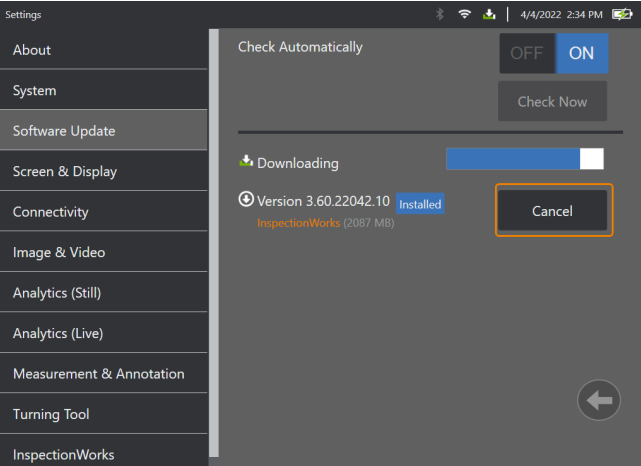 Settings
4/4/2022 2:34 PM
About
System
Software Update
Screen & Display
Connectivity
Image & Video
Analytics (Still)
Analytics (Live)
Measurement & Annotation
Turning Tool
InspectionWorks
Check Automatically
OFF ON
Check Now
Downloading
Version 3.60.22042.10 Installed
InspectionWorks (2087 MB)
Cancel